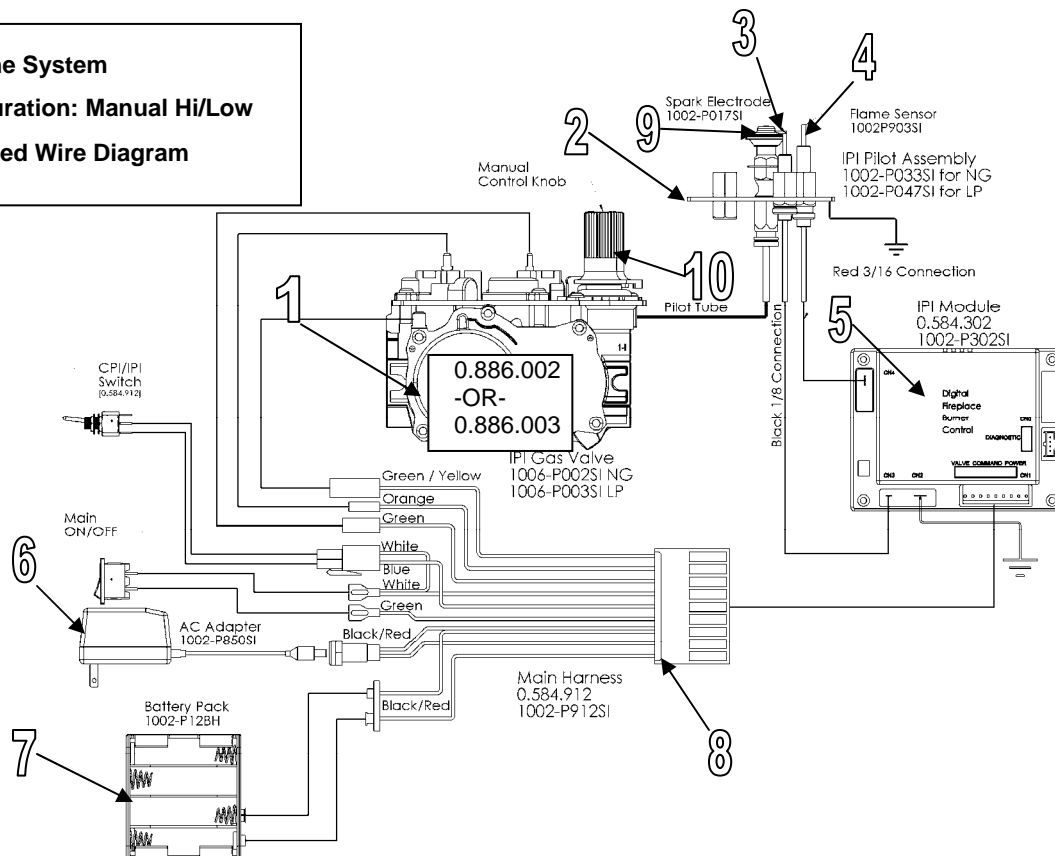 ne System
uration: Manual Hi/Low
ed Wire Diagram
3
4
Spark Electrode
1002-P017SI
9
2
Flame Sensor
1002P903SI
IPI Pilot Assembly
1002-P033SI for NG
1002-P047SI for LP
Manual
Control Knob
10
Red 3/16 Connection
1
Pilot Tube
1-I
Black 1/8 Connection
5
IPI Module
0.584.302
1002-P302SI
CN4
Digital
Fireplace
Burner
Control
DIAGNOSTIC
VALVE COMMAND POWER
CN3
CN2
CN1
CPI/IPI
Switch
[0.584.912]
0.886.002
-OR-
0.886.003
IPI Gas Valve
1006-P002SI NG
1006-P003SI LP
Green / Yellow
Orange
Green
White
Blue
White
Green
Black/Red
Main
ON/OFF
6
AC Adapter
1002-P850SI
Main Harness
0.584.912
1002-P912SI
8
Black/Red
Battery Pack
1002-P12BH
7